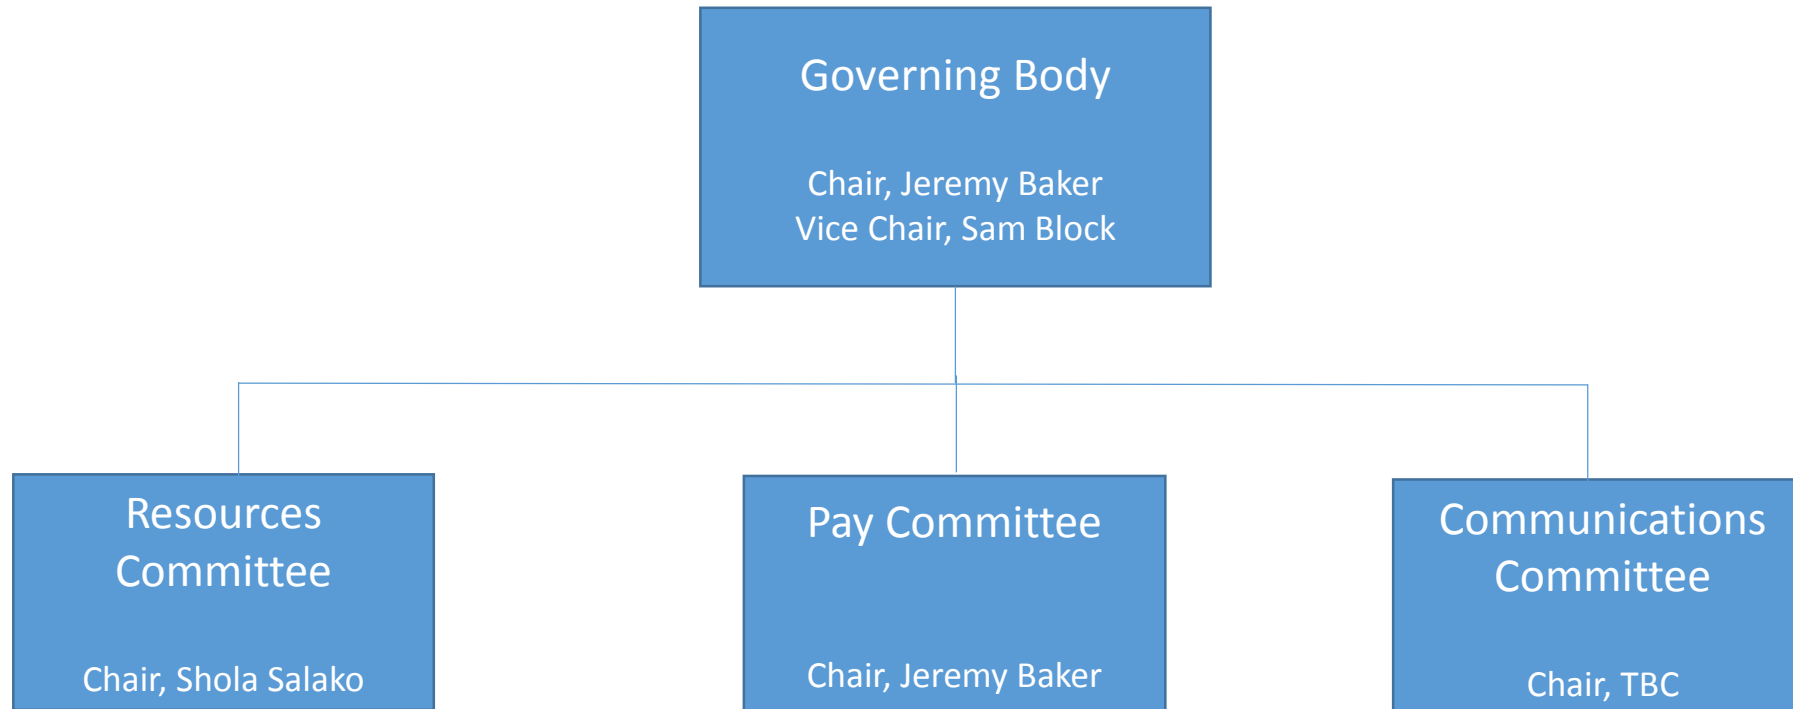 Governing Body
Chair, Jeremy Baker
Vice Chair, Sam Block
Resources
Committee
Chair, Shola Salako
Pay Committee
Chair, Jeremy Baker
Communications
Committee
Chair, TBC